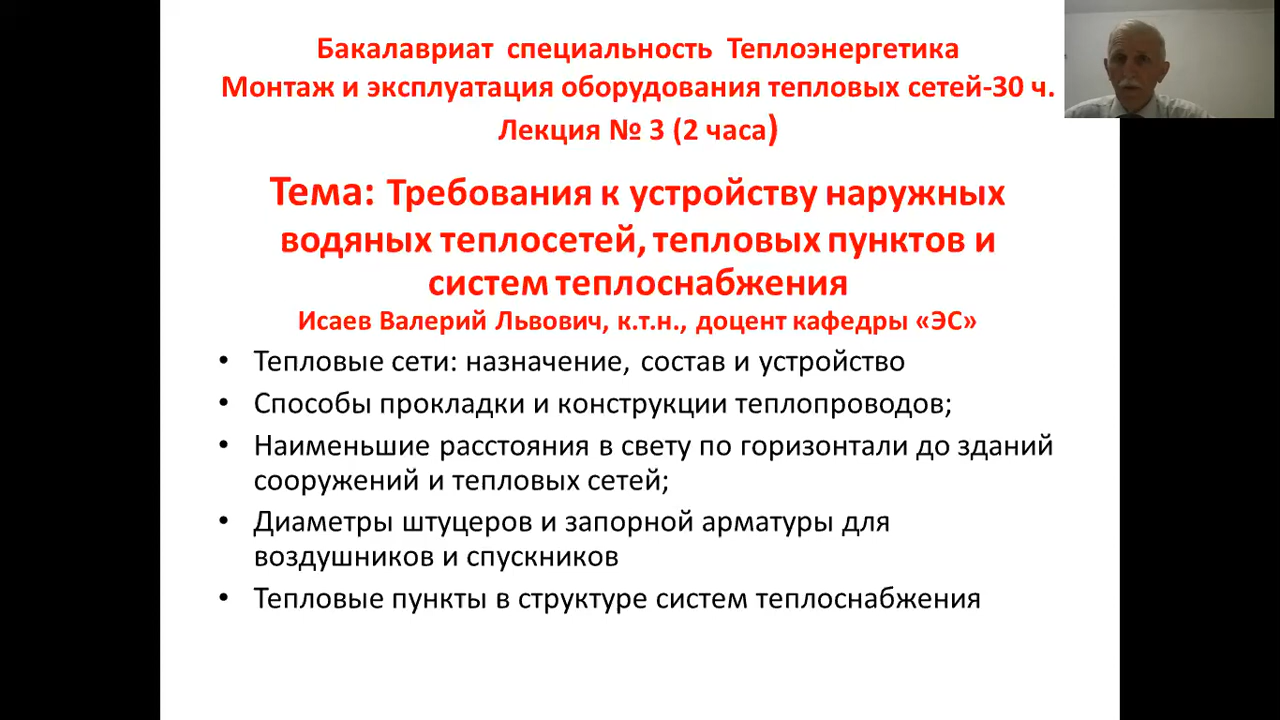 Бакалавриат специальность Теплоэнергетика
Монтаж и эксплуатация оборудования тепловых сетей-30 ч.
Лекция № 3 (2 часа)
Тема: Требования к устройству наружных
водяных теплосетей, тепловых пунктов и
систем теплоснабжения
Исаев Валерий Львович, к.т.н., доцент кафедры «ЭС»
• Тепловые сети: назначение, состав и устройство
• Способы прокладки и конструкции теплопроводов;
• Наименьшие расстояния в свету по горизонтали до зданий
сооружений и тепловых сетей;
• Диаметры штуцеров и запорной арматуры для
воздушников и спускников
• Тепловые пункты в структуре систем теплоснабжения